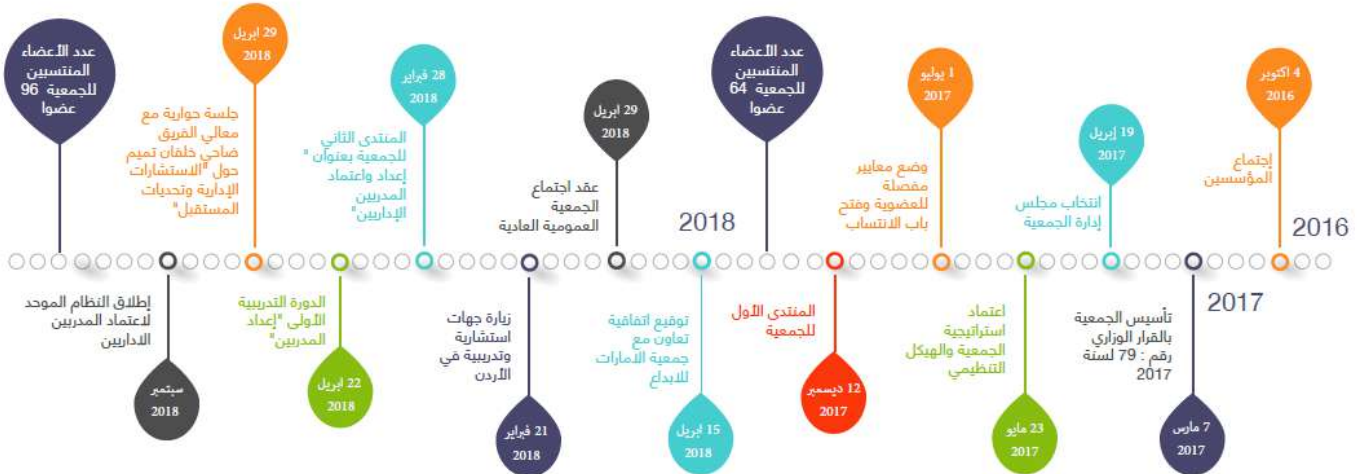 2016
4 اكتوبر
2016
إجتماع
المؤسسين
2017
7 مارس
2017
تأسيس الجمعية
بالقرار الوزاري
رقم : 79 لسنة
2017
19 إبريل
2017
انتخاب مجلس
إدارة الجمعية
23 مايو
2017
اعتماد
استراتيجية
الجمعية والهيكل
التنظيمي
1 يوليو
2017
وضع معايير
مفصلة
للعضوية وفتح
باب الانتساب
12 ديسمبر
2017
المنتدى الأول
للجمعية
عدد الأعضاء
المنتسبين
للجمعية 64
عضوا
2018
15 ابريل
2018
توقيع اتفاقية
تعاون مع
جمعية الامارات
للابداع
29 ابريل
2018
عقد اجتماع
الجمعية
العمومية العادية
21 فبراير
2018
زيارة جهات
استشارية
وتدريبية في
الأردن
28 فبراير
2018
المنتدى الثاني
للجمعية بعنوان "
إعداد واعتماد
المدربين
الإداريين"
22 ابريل
2018
الدورة التدريبية
الأولى "إعداد
المدربين"
29 ابريل
2018
جلسة حوارية مع
معالي الفريق
ضاحي خلفان تميم
حول "الاستشارات
الإدارية وتحديات
المستقبل"
سبتمبر
2018
إطلاق النظام الموحد
لاعتماد المدربين
الاداريين
عدد الأعضاء
المنتسبين
للجمعية 96
عضوا